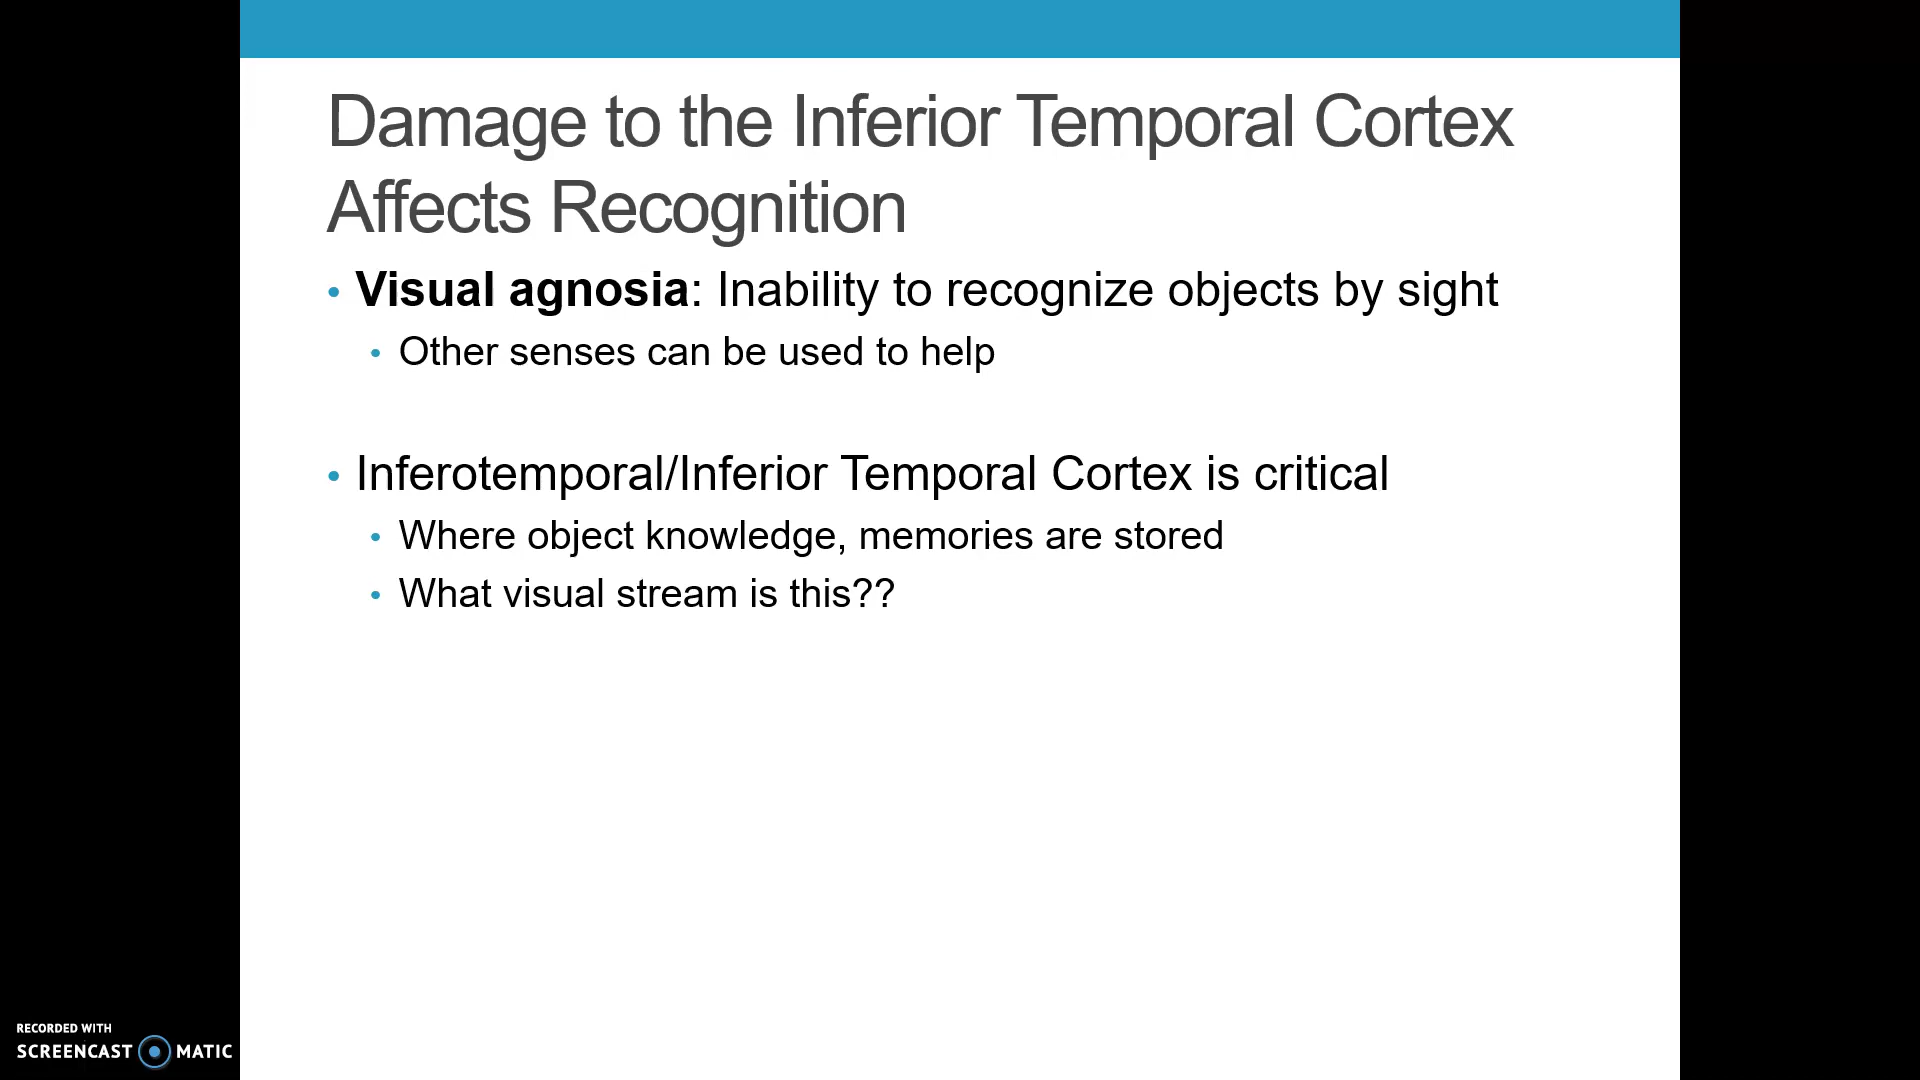 Damage to the Inferior Temporal Cortex
Affects Recognition
• Visual agnosia: Inability to recognize objects by sight
• Other senses can be used to help
• Inferotemporal/Inferior Temporal Cortex is critical
• Where object knowledge, memories are stored
• What visual stream is this??
RECORDED WITH
SCREENCAST MATIC